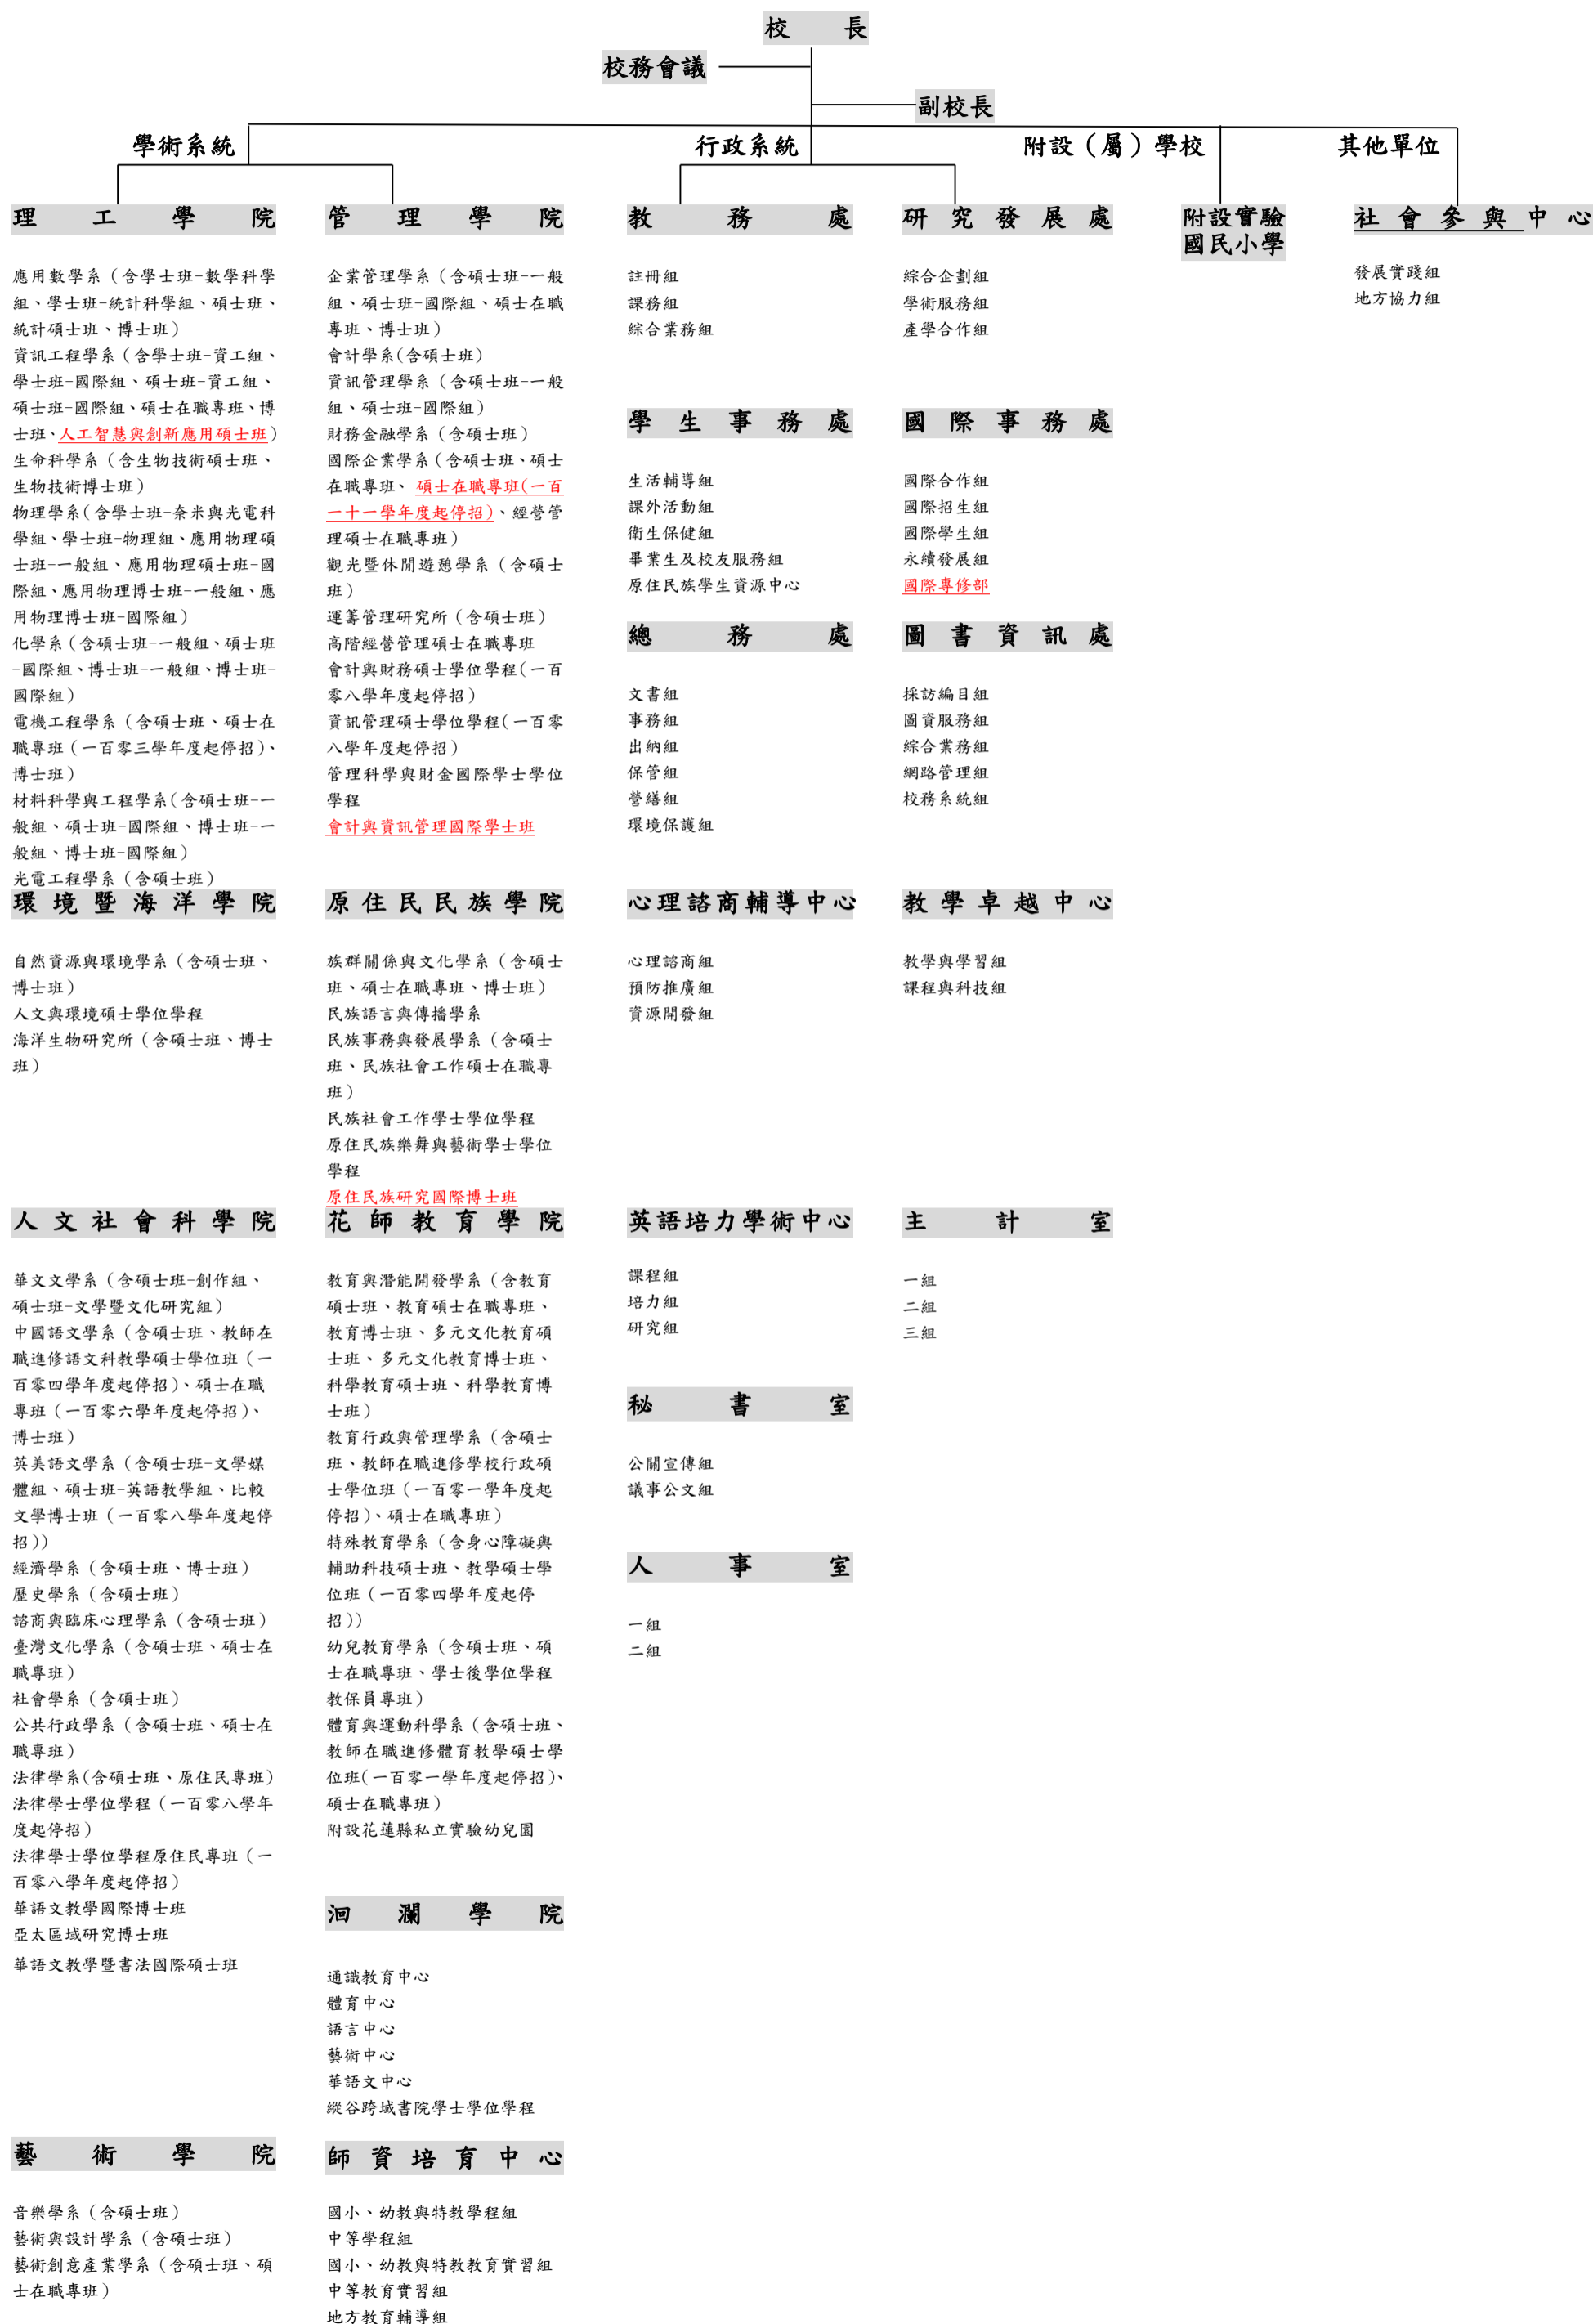 校長
校務會議
副校長
學術系統
行政系統
附設（屬）學校
其他單位
理工學院
應用數學系（含學士班-數學科學
組、學士班-統計科學組、碩士班、
統計碩士班、博士班）
資訊工程學系（含學士班-資工組、
學士班-國際組、碩士班-資工組、
碩士班-國際組、碩士在職專班、博
士班、人工智慧與創新應用碩士班）
生命科學系（含生物技術碩士班、
生物技術博士班）
物理學系(含學士班-奈米與光電科
學組、學士班-物理組、應用物理碩
士班-一般組、應用物理碩士班-國
際組、應用物理博士班-一般組、應
用物理博士班-國際組）
化學系（含碩士班-一般組、碩士班
-國際組、博士班-一般組、博士班-
國際組）
電機工程學系（含碩士班、碩士在
職專班（一百零三學年度起停招）、
博士班）
材料科學與工程學系(含碩士班-一
般組、碩士班-國際組、博士班-一
般組、博士班-國際組）
光電工程學系（含碩士班）
管理學院
企業管理學系（含碩士班-一般
組、碩士班-國際組、碩士在職
專班、博士班）
會計學系(含碩士班）
資訊管理學系（含碩士班-一般
組、碩士班-國際組）
財務金融學系（含碩士班）
國際企業學系（含碩士班、碩士
在職專班、 碩士在職專班(一百
一十一學年度起停招)、經營管
理碩士在職專班）
觀光暨休閒遊憩學系（含碩士
班）
運籌管理研究所（含碩士班）
高階經營管理碩士在職專班
會計與財務碩士學位學程(一百
零八學年度起停招）
資訊管理碩士學位學程(一百零
八學年度起停招）
管理科學與財金國際學士學位
學程
會計與資訊管理國際學士班
教務處
註冊組
課務組
綜合業務組
研究發展處
綜合企劃組
學術服務組
產學合作組
附設實驗
國民小學
社會參與中心
發展實踐組
地方協力組
學生事務處
生活輔導組
課外活動組
衛生保健組
畢業生及校友服務組
原住民族學生資源中心
國際事務處
國際合作組
國際招生組
國際學生組
永續發展組
國際專修部
總務處
文書組
事務組
出納組
保管組
營繕組
環境保護組
圖書資訊處
採訪編目組
圖資服務組
綜合業務組
網路管理組
校務系統組
環境暨海洋學院
自然資源與環境學系（含碩士班、
博士班）
人文與環境碩士學位學程
海洋生物研究所（含碩士班、博士
班）
原住民民族學院
族群關係與文化學系（含碩士
班、碩士在職專班、博士班）
民族語言與傳播學系
民族事務與發展學系（含碩士
班、民族社會工作碩士在職專
班）
民族社會工作學士學位學程
原住民族樂舞與藝術學士學位
學程
原住民族研究國際博士班
心理諮商輔導中心
心理諮商組
預防推廣組
資源開發組
教學卓越中心
教學與學習組
課程與科技組
人文社會科學院
華文文學系（含碩士班-創作組、
碩士班-文學暨文化研究組）
中國語文學系（含碩士班、教師在
職進修語文科教學碩士學位班（一
百零四學年度起停招）、碩士在職
專班（一百零六學年度起停招）、
博士班）
英美語文學系（含碩士班-文學媒
體組、碩士班-英語教學組、比較
文學博士班（一百零八學年度起停
招））
經濟學系（含碩士班、博士班）
歷史學系（含碩士班）
諮商與臨床心理學系（含碩士班）
臺灣文化學系（含碩士班、碩士在
職專班）
社會學系（含碩士班）
公共行政學系（含碩士班、碩士在
職專班）
法律學系(含碩士班、原住民專班）
法律學士學位學程（一百零八學年
度起停招）
法律學士學位學程原住民專班（一
百零八學年度起停招）
華語文教學國際博士班
亞太區域研究博士班
華語文教學暨書法國際碩士班
花師教育學院
教育與潛能開發學系（含教育
碩士班、教育碩士在職專班、
教育博士班、多元文化教育碩
士班、多元文化教育博士班、
科學教育碩士班、科學教育博
士班）
教育行政與管理學系（含碩士
班、教師在職進修學校行政碩
士學位班（一百零一學年度起
停招）、碩士在職專班）
特殊教育學系（含身心障礙與
輔助科技碩士班、教學碩士學
位班（一百零四學年度起停
招））
幼兒教育學系（含碩士班、碩
士在職專班、學士後學位學程
教保員專班）
體育與運動科學系（含碩士班、
教師在職進修體育教學碩士學
位班(一百零一學年度起停招）、
碩士在職專班）
附設花蓮縣私立實驗幼兒園
英語培力學術中心
課程組
培力組
研究組
主計室
一組
二組
三組
秘書室
公關宣傳組
議事公文組
人事室
一組
二組
洄瀾學院
通識教育中心
體育中心
語言中心
藝術中心
華語文中心
縱谷跨域書院學士學位學程
藝術學院
音樂學系（含碩士班）
藝術與設計學系（含碩士班）
藝術創意產業學系（含碩士班、碩
士在職專班）
師資培育中心
國小、幼教與特教學程組
中等學程組
國小、幼教與特教教育實習組
中等教育實習組
地方教育輔導組